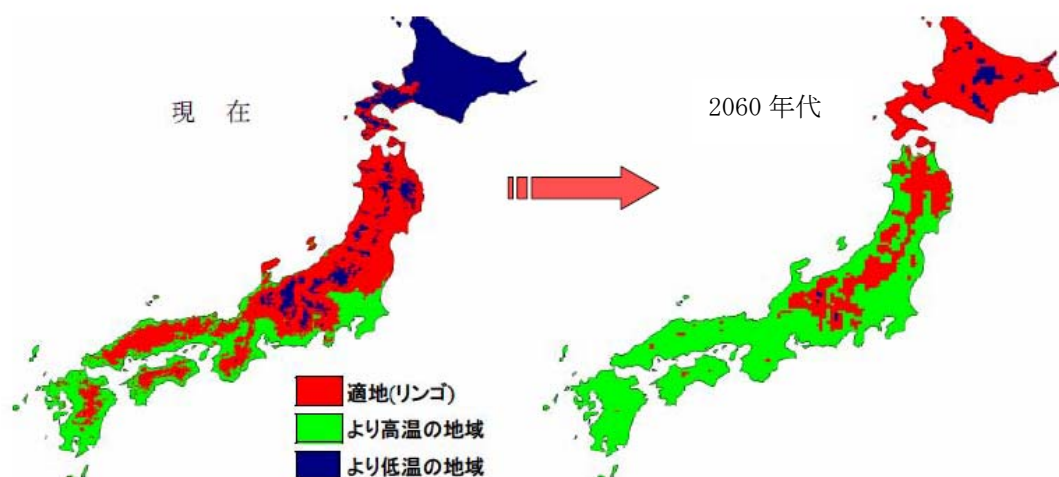 現 在
2060 年代
適地(リンゴ)
より高温の地域
より低温の地域